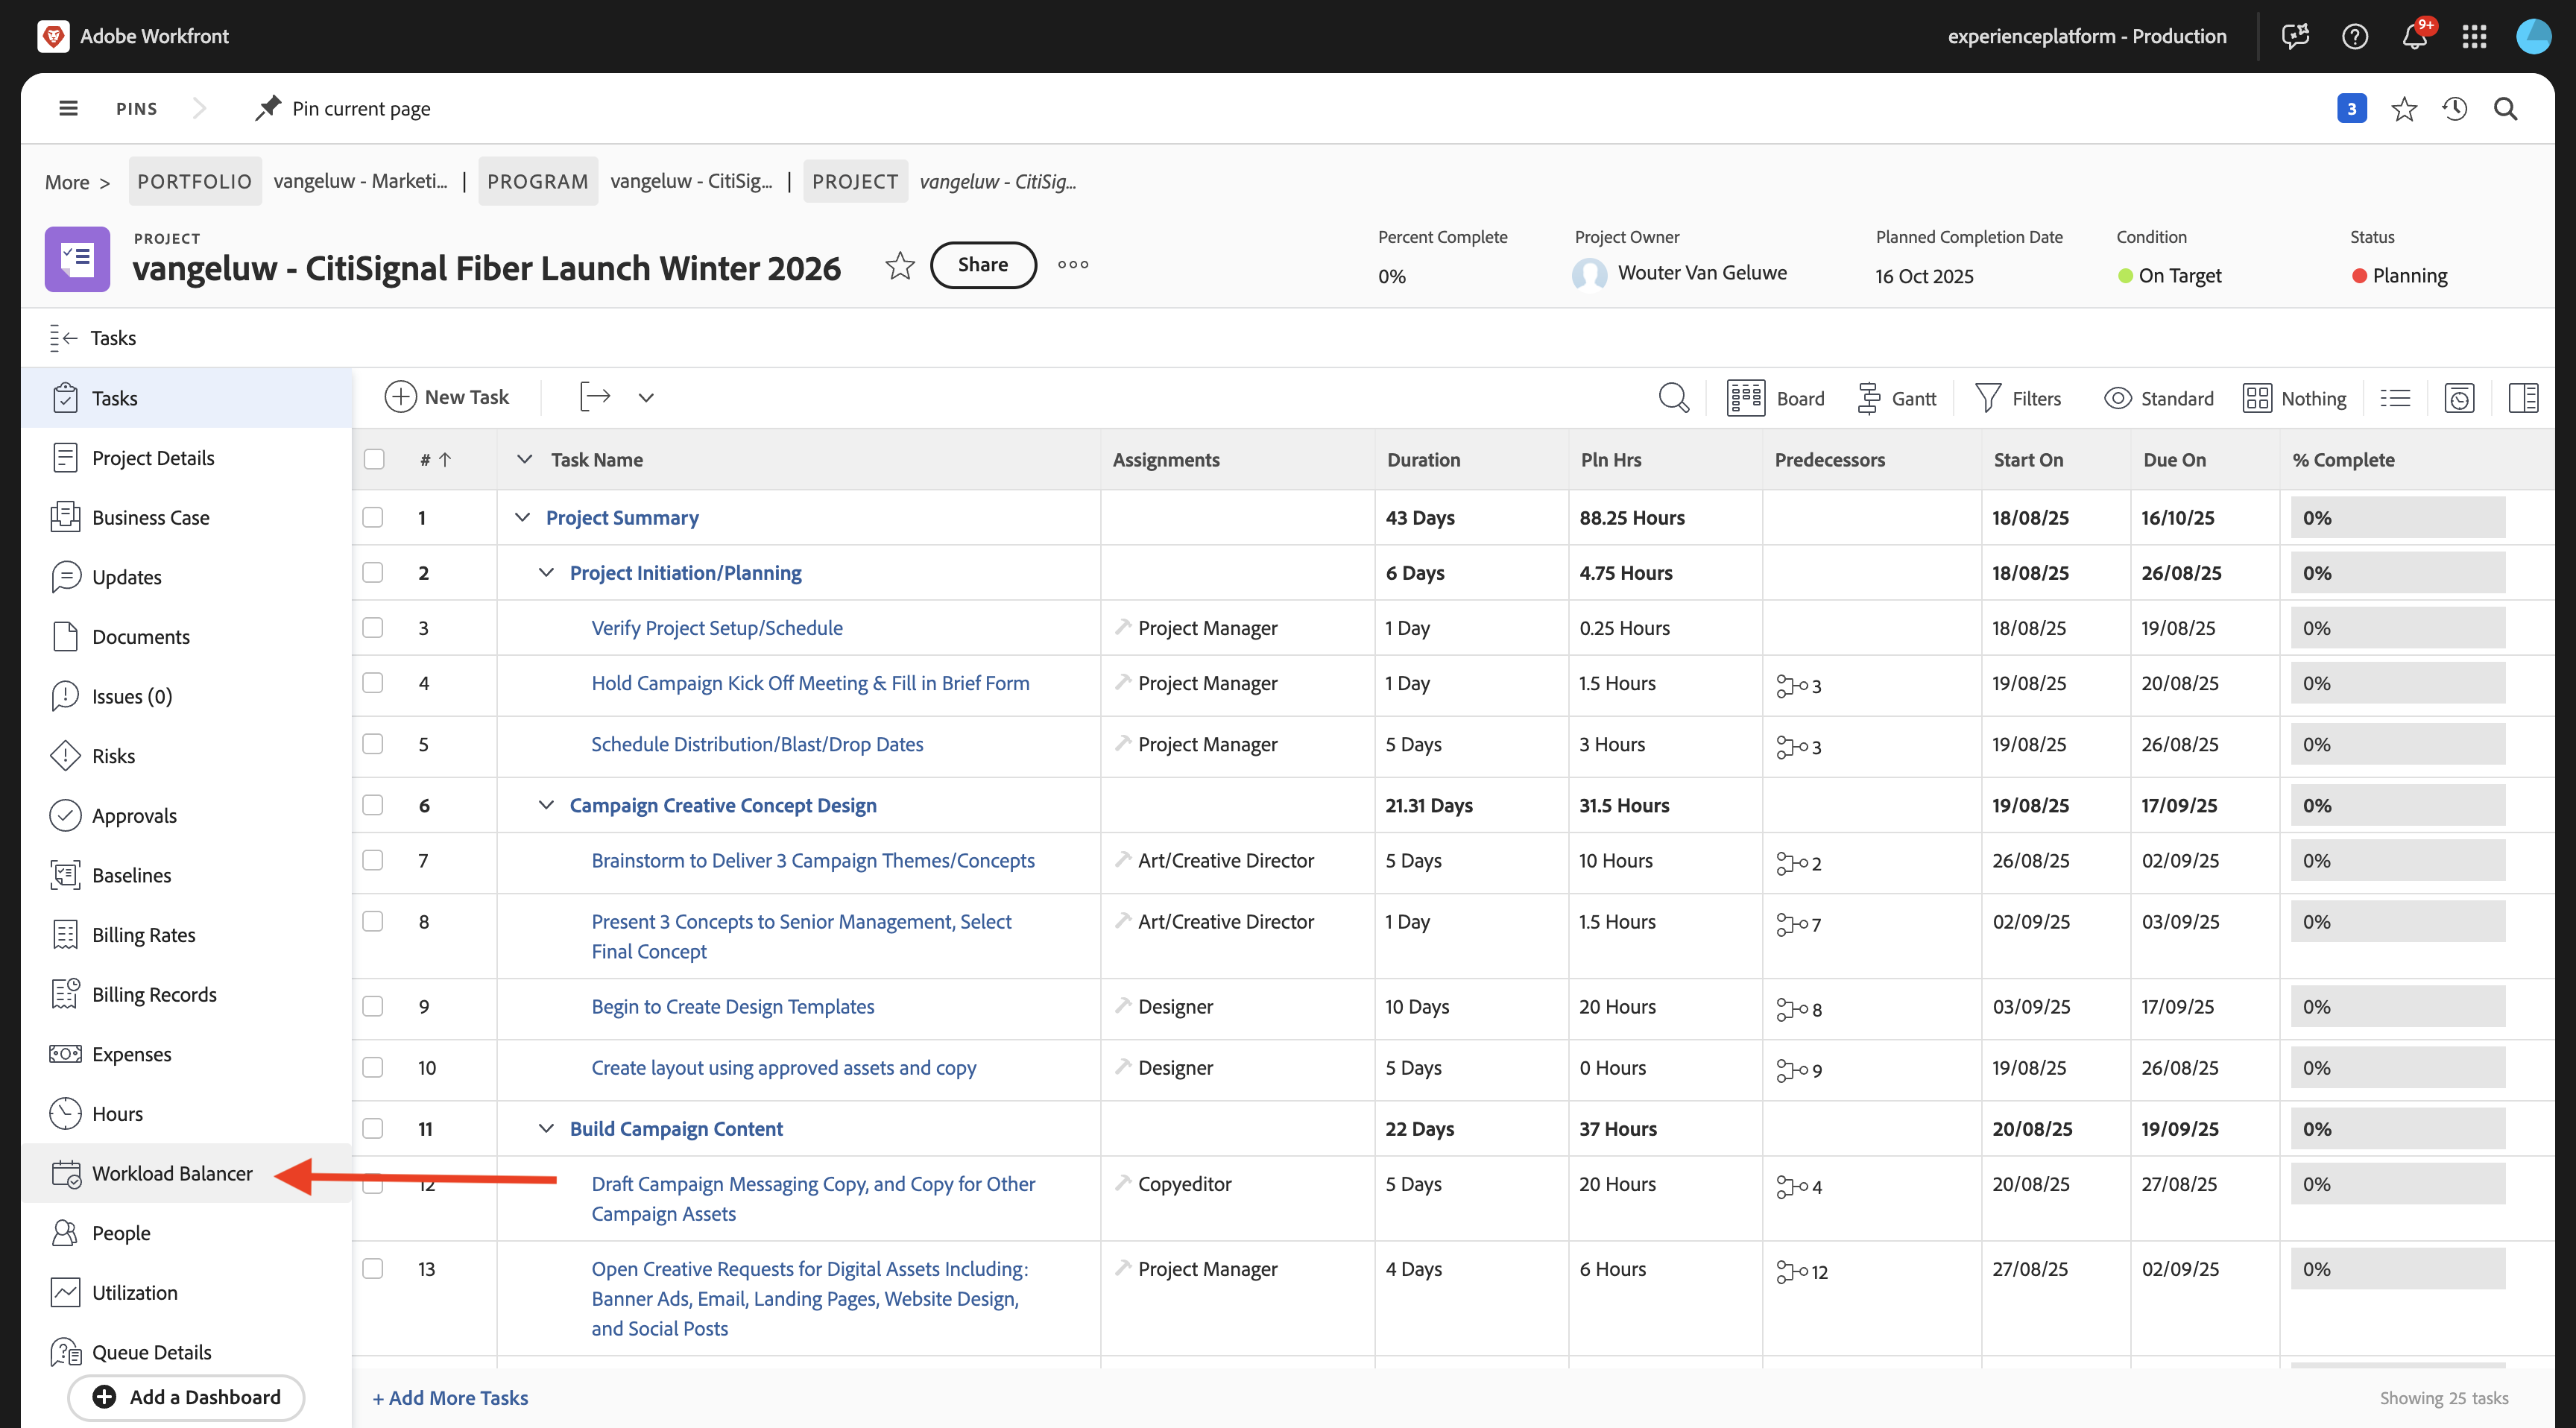 Adobe Workfront
experienceplatform - Production
9+
PINS
Pin current page
3
More >
PORTFOLIO
vangeluw - Marketi...
|
PROGRAM
vangeluw - CitiSig...
|
PROJECT
vangeluw - CitiSig...
PROJECT
vangeluw - CitiSignal Fiber Launch Winter 2026
Share
Percent Complete
0%
Project Owner
Wouter Van Geluwe
Planned Completion Date
16 Oct 2025
Condition
On Target
Status
Planning
Tasks
Tasks
Project Details
Business Case
Updates
Documents
Issues (0)
Risks
Approvals
Baselines
Billing Rates
Billing Records
Expenses
Hours
Workload Balancer
People
Utilization
Queue Details
Add a Dashboard
New Task
Board
Gantt
Filters
Standard
Nothing
# Task Name Assignments Duration Pln Hrs Predecessors Start On Due On % Complete
1 Project Summary 43 Days 88.25 Hours 18/08/25 16/10/25 0%
2 Project Initiation/Planning 6 Days 4.75 Hours 18/08/25 26/08/25 0%
3 Verify Project Setup/Schedule Project Manager 1 Day 0.25 Hours 18/08/25 19/08/25 0%
4 Hold Campaign Kick Off Meeting & Fill in Brief Form Project Manager 1 Day 1.5 Hours 3 19/08/25 20/08/25 0%
5 Schedule Distribution/Blast/Drop Dates Project Manager 5 Days 3 Hours 3 19/08/25 26/08/25 0%
6 Campaign Creative Concept Design 21.31 Days 31.5 Hours 19/08/25 17/09/25 0%
7 Brainstorm to Deliver 3 Campaign Themes/Concepts Art/Creative Director 5 Days 10 Hours 2 26/08/25 02/09/25 0%
8 Present 3 Concepts to Senior Management, Select Art/Creative Director 1 Day 1.5 Hours 7 02/09/25 03/09/25 0%
Final Concept
9 Begin to Create Design Templates Designer 10 Days 20 Hours 8 03/09/25 17/09/25 0%
10 Create layout using approved assets and copy Designer 5 Days 0 Hours 9 19/08/25 26/08/25 0%
11 Build Campaign Content 22 Days 37 Hours 20/08/25 19/09/25 0%
12 Draft Campaign Messaging Copy, and Copy for Other Copyeditor 5 Days 20 Hours 4 20/08/25 27/08/25 0%
Campaign Assets
13 Open Creative Requests for Digital Assets Including: Project Manager 4 Days 6 Hours 12 27/08/25 02/09/25 0%
Banner Ads, Email, Landing Pages, Website Design,
and Social Posts
+ Add More Tasks
Showing 25 tasks